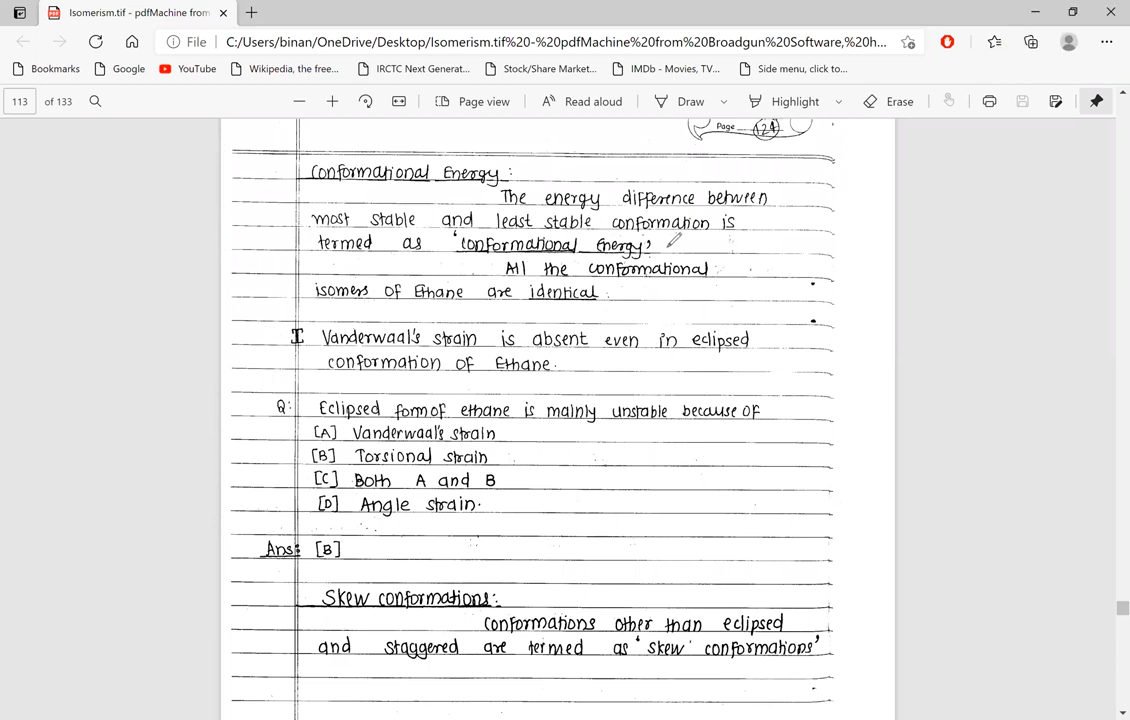 Isomerism.tif - pdfMachine from
File C:/Users/binan/OneDrive/Desktop/Isomerism.tif%20-%20pdfMachine%20from%20Broadgun%20Software,%20h...
Bookmarks Google YouTube Wikipedia, the free... IRCTC Next Generat... Stock/Share Market... IMDb - Movies, TV... Side menu, click to...
113 of 133 Page view Read aloud Draw Highlight Erase
Page 124
Conformational Energy:
The energy difference between
most stable and least stable conformation is
termed as 'conformational Energy'
All the conformational
isomers of Ethane are identical.
I Vanderwaal's strain is absent even in eclipsed
conformation of Ethane.
Q: Eclipsed form of ethane is mainly unstable because of
[A] Vanderwaal's strain
[B] Torsional strain
[C] Both A and B
[D] Angle strain.
Ans: [B]
Skew conformations:
Conformations other than eclipsed
and staggered are termed as 'skew conformations'